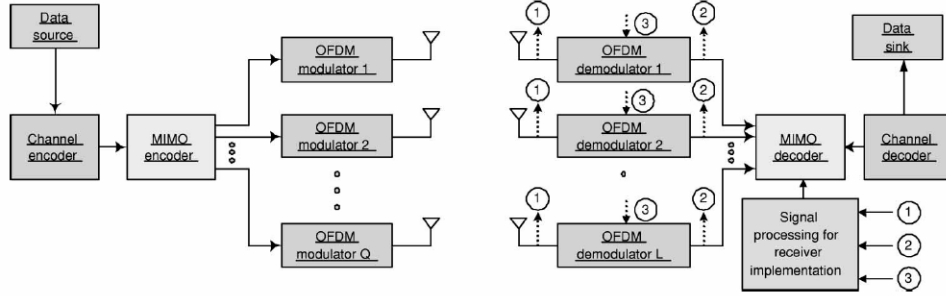 Data
source
Channel
encoder
MIMO
encoder
OFDM
modulator 1
OFDM
modulator 2
OFDM
modulator Q
1
3
2
OFDM
demodulator 1
1
3
2
OFDM
demodulator 2
1
3
2
OFDM
demodulator L
MIMO
decoder
Data
sink
Channel
decoder
Signal
processing for
receiver
implementation
1
2
3